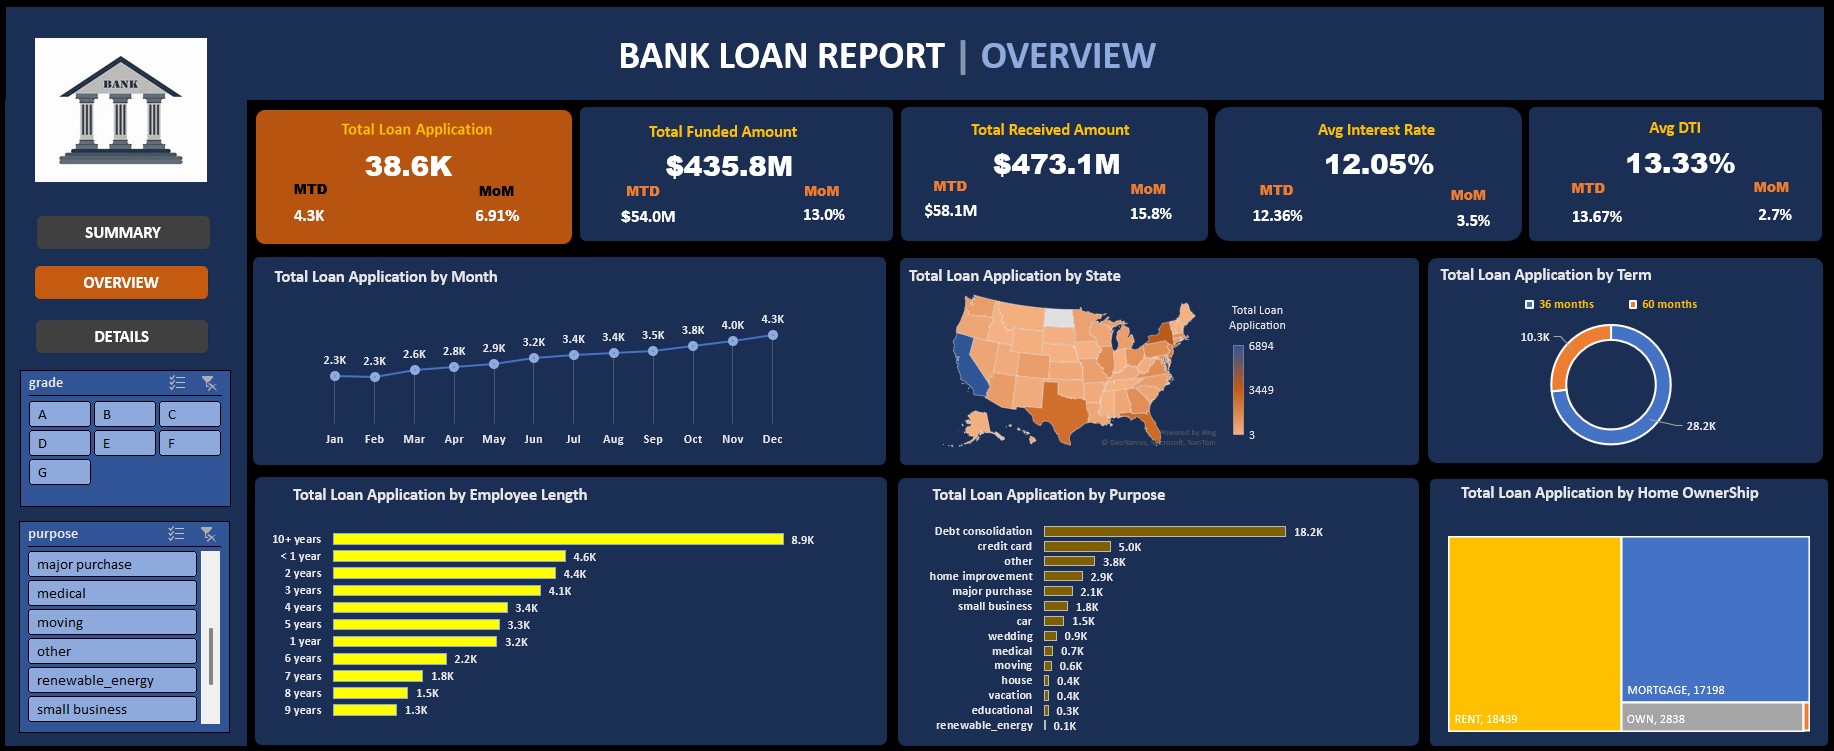 BANK LOAN REPORT | OVERVIEW
BANK
SUMMARY
OVERVIEW
DETAILS
grade
A B C
D E F
G
purpose
major purchase
medical
moving
other
renewable_energy
small business
Total Loan Application
38.6K
MTD MoM
4.3K 6.91%
Total Funded Amount
$435.8M
MTD MoM
$54.0M 13.0%
Total Received Amount
$473.1M
MTD MoM
$58.1M 15.8%
Avg Interest Rate
12.05%
MTD MoM
12.36% 3.5%
Avg DTI
13.33%
MTD MoM
13.67% 2.7%
Total Loan Application by Month
2.3K 2.3K 2.6K 2.8K 2.9K 3.2K 3.4K 3.4K 3.5K 3.8K 4.0K 4.3K
Jan Feb Mar Apr May Jun Jul Aug Sep Oct Nov Dec
Total Loan Application by State
Total Loan
Application
6894
3449
3
Powered by Bing
© GeoNames, Microsoft, TomTom
Total Loan Application by Term
36 months 60 months
10.3K
28.2K
Total Loan Application by Employee Length
10+ years 8.9K
< 1 year 4.6K
2 years 4.4K
3 years 4.1K
4 years 3.4K
5 years 3.3K
1 year 3.2K
6 years 2.2K
7 years 1.8K
8 years 1.5K
9 years 1.3K
Total Loan Application by Purpose
Debt consolidation 18.2K
credit card 5.0K
other 3.8K
home improvement 2.9K
major purchase 2.1K
small business 1.8K
car 1.5K
wedding 0.9K
medical 0.7K
moving 0.6K
house 0.4K
vacation 0.4K
educational 0.3K
renewable_energy 0.1K
Total Loan Application by Home OwnerShip
MORTGAGE, 17198
RENT, 18439
OWN, 2838